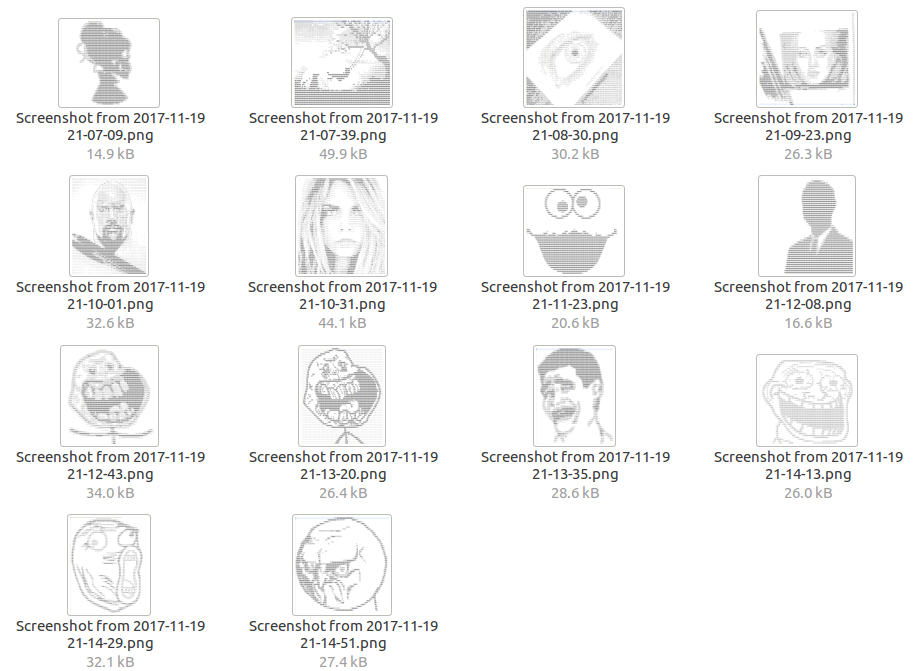 Screenshot from 2017-11-19
21-07-09.png
14.9 kB
Screenshot from 2017-11-19
21-07-39.png
49.9 kB
Screenshot from 2017-11-19
21-08-30.png
30.2 kB
Screenshot from 2017-11-19
21-09-23.png
26.3 kB
Screenshot from 2017-11-19
21-10-01.png
32.6 kB
Screenshot from 2017-11-19
21-10-31.png
44.1 kB
Screenshot from 2017-11-19
21-11-23.png
20.6 kB
Screenshot from 2017-11-19
21-12-08.png
16.6 kB
Screenshot from 2017-11-19
21-12-43.png
34.0 kB
Screenshot from 2017-11-19
21-13-20.png
26.4 kB
Screenshot from 2017-11-19
21-13-35.png
28.6 kB
Screenshot from 2017-11-19
21-14-13.png
26.0 kB
Screenshot from 2017-11-19
21-14-29.png
32.1 kB
Screenshot from 2017-11-19
21-14-51.png
27.4 kB